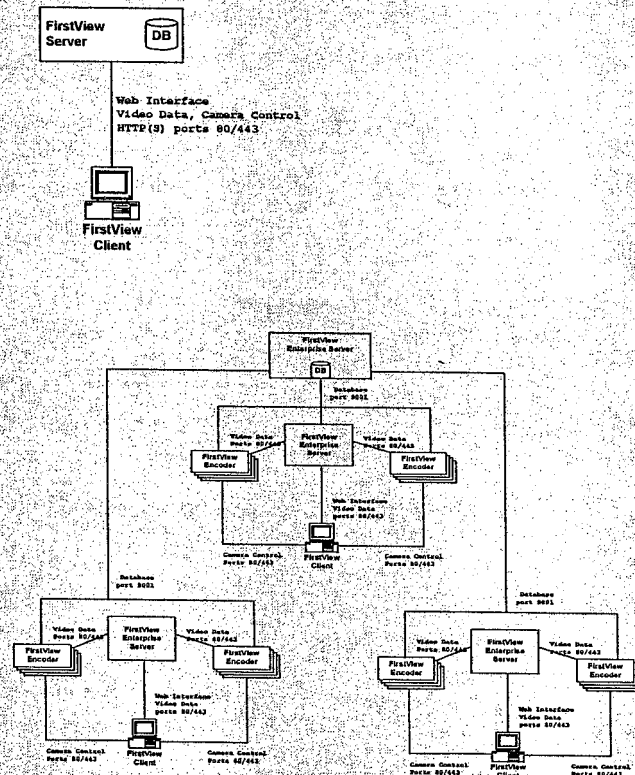 FirstView
Server
DB
Web Interface
Video Data, Camera Control
HTTP(S) ports 80/443
FirstView
Client
FirstView
Enterprise Server
DB
Database
port 9001
Video Data
Ports 80/443
FirstView
Enterprise
Server
Video Data
Ports 80/443
FirstView
Encoder
FirstView
Encoder
Web Interface
Video Data
ports 80/443
Camera Control
Ports 80/443
FirstView
Client
Camera Control
Ports 80/443
Database
port 9001
Video Data
Ports 80/443
FirstView
Enterprise
Server
Video Data
Ports 80/443
FirstView
Encoder
FirstView
Encoder
Web Interface
Video Data
ports 80/443
Camera Control
Ports 80/443
FirstView
Client
Camera Control
Ports 80/443
Database
port 9001
Video Data
Ports 80/443
FirstView
Enterprise
Server
Video Data
Ports 80/443
FirstView
Encoder
FirstView
Encoder
Web Interface
Video Data
ports 80/443
Camera Control
Ports 80/443
FirstView
Camera Control